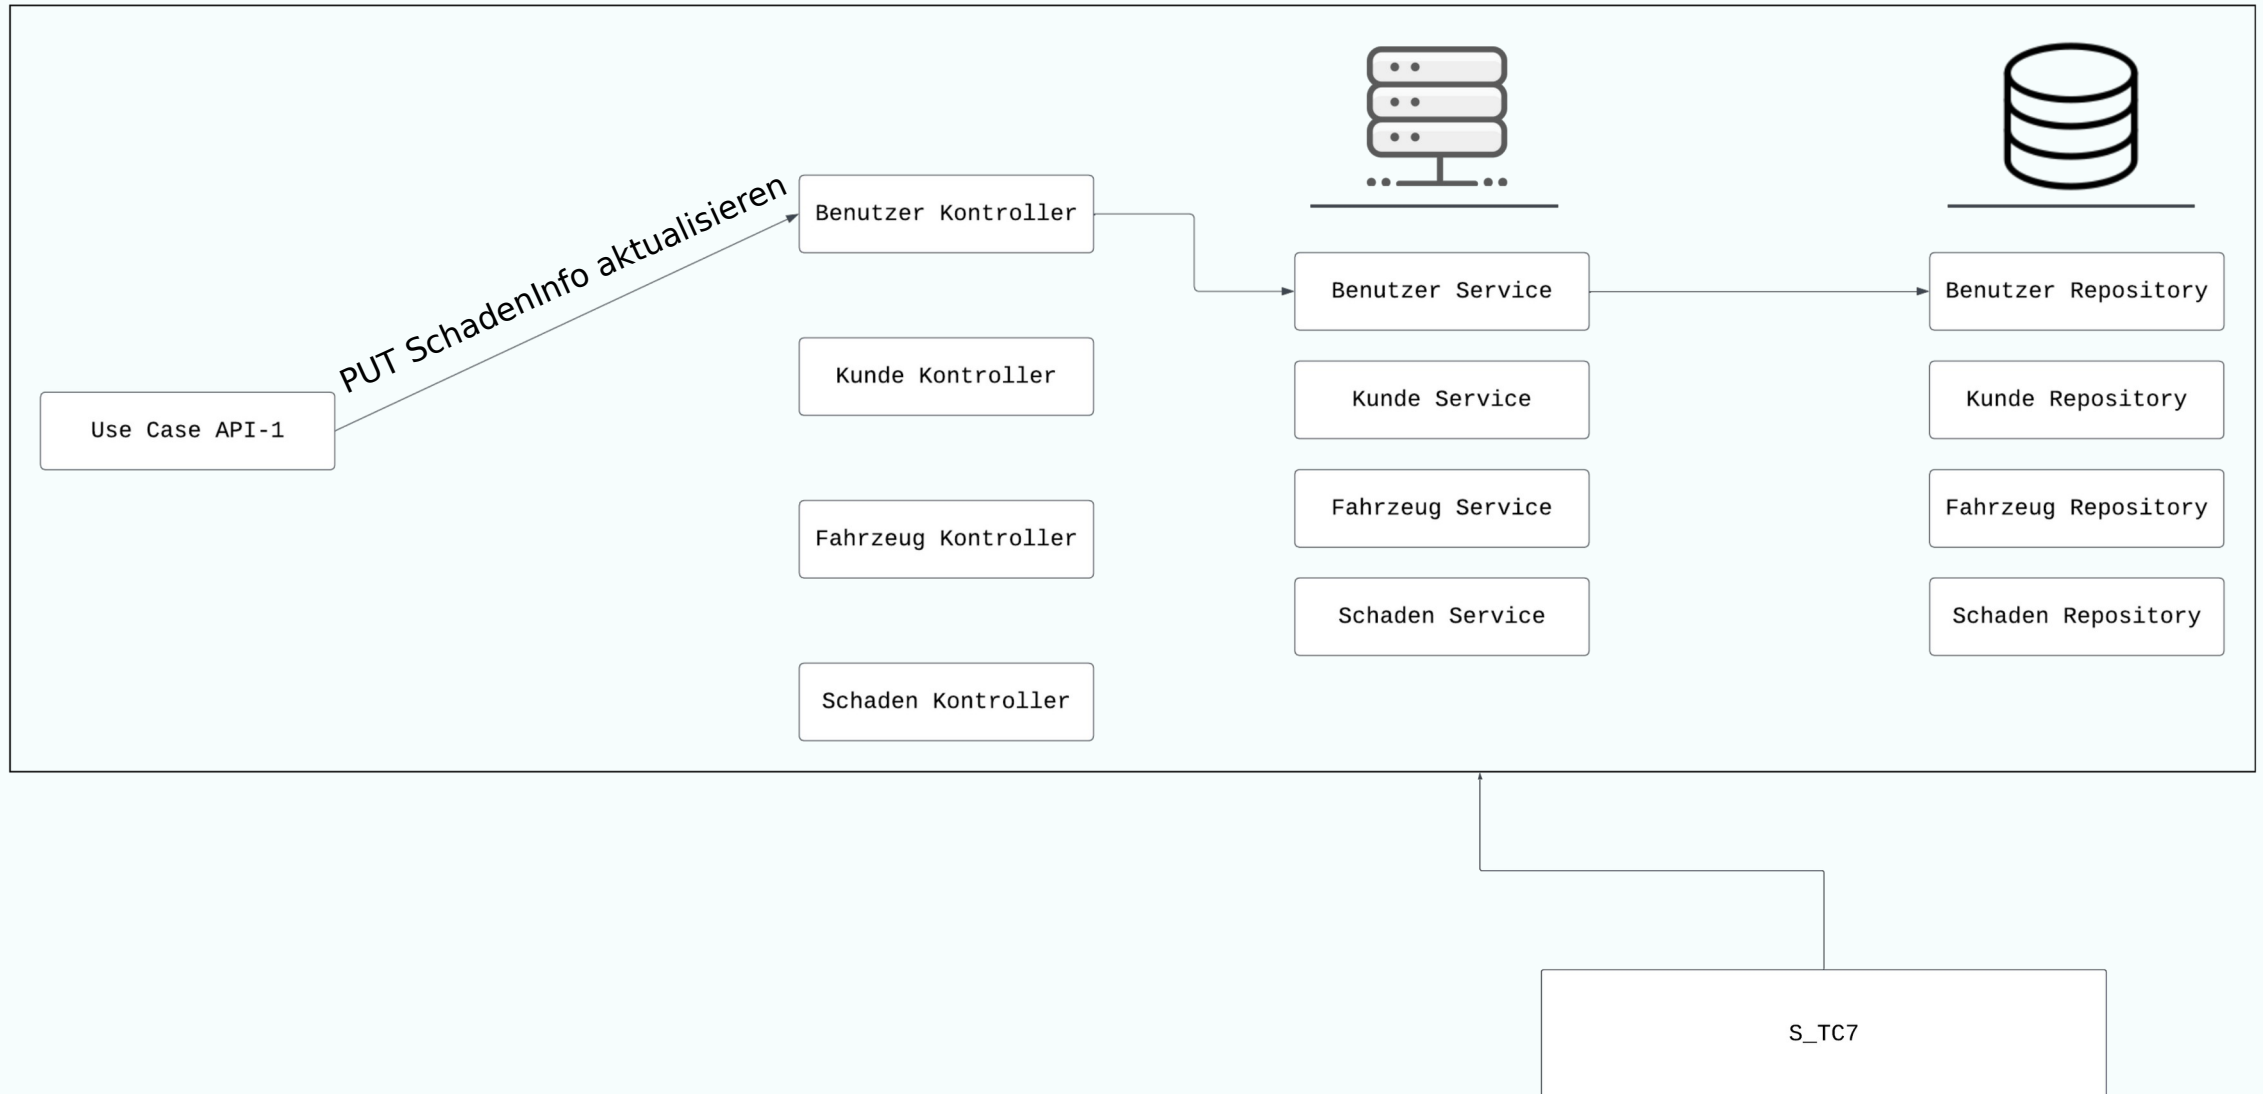 PUT SchadenInfo aktualisieren
Use Case API-1
Benutzer Kontroller
Kunde Kontroller
Fahrzeug Kontroller
Schaden Kontroller
Benutzer Service
Kunde Service
Fahrzeug Service
Schaden Service
Benutzer Repository
Kunde Repository
Fahrzeug Repository
Schaden Repository
S_TC7